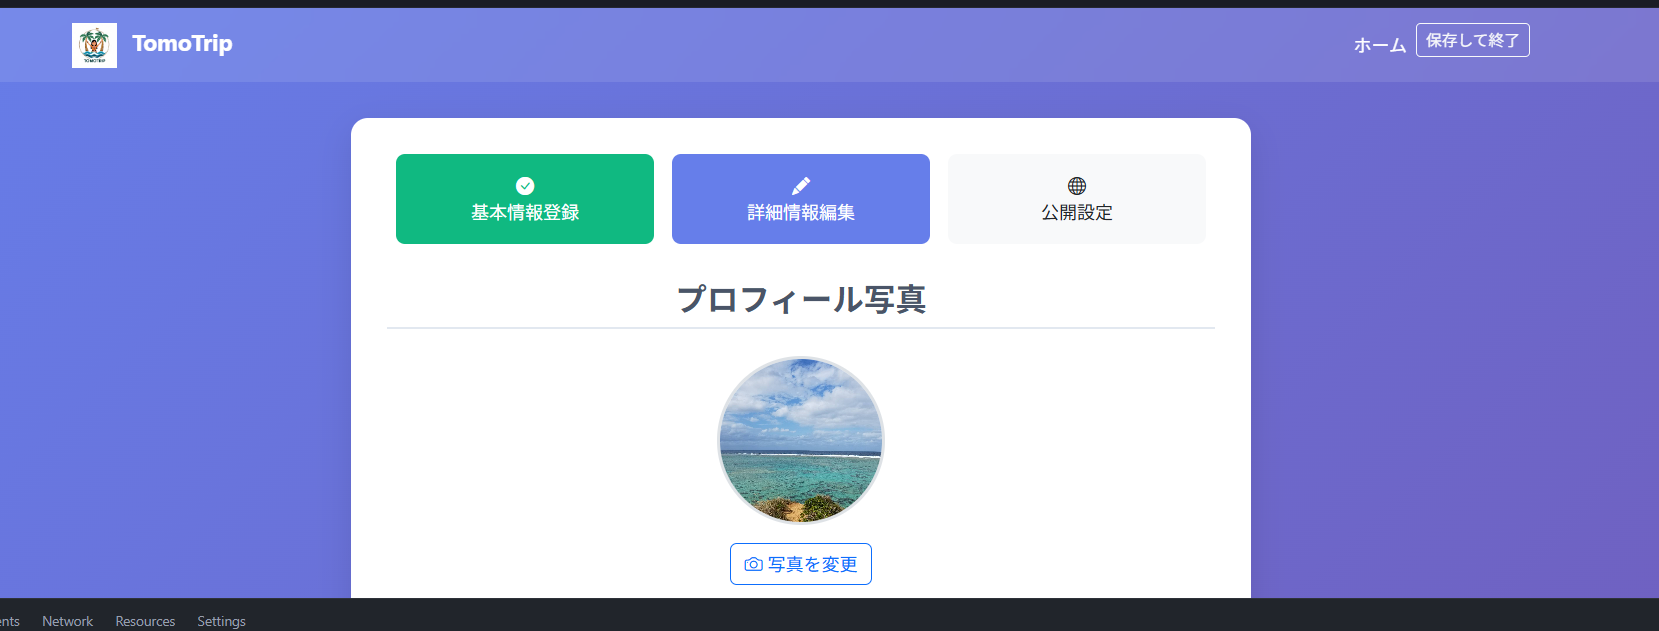 TomoTrip
ホーム
保存して終了
基本情報登録
詳細情報編集
公開設定
プロフィール写真
写真を変更
ents
Network
Resources
Settings